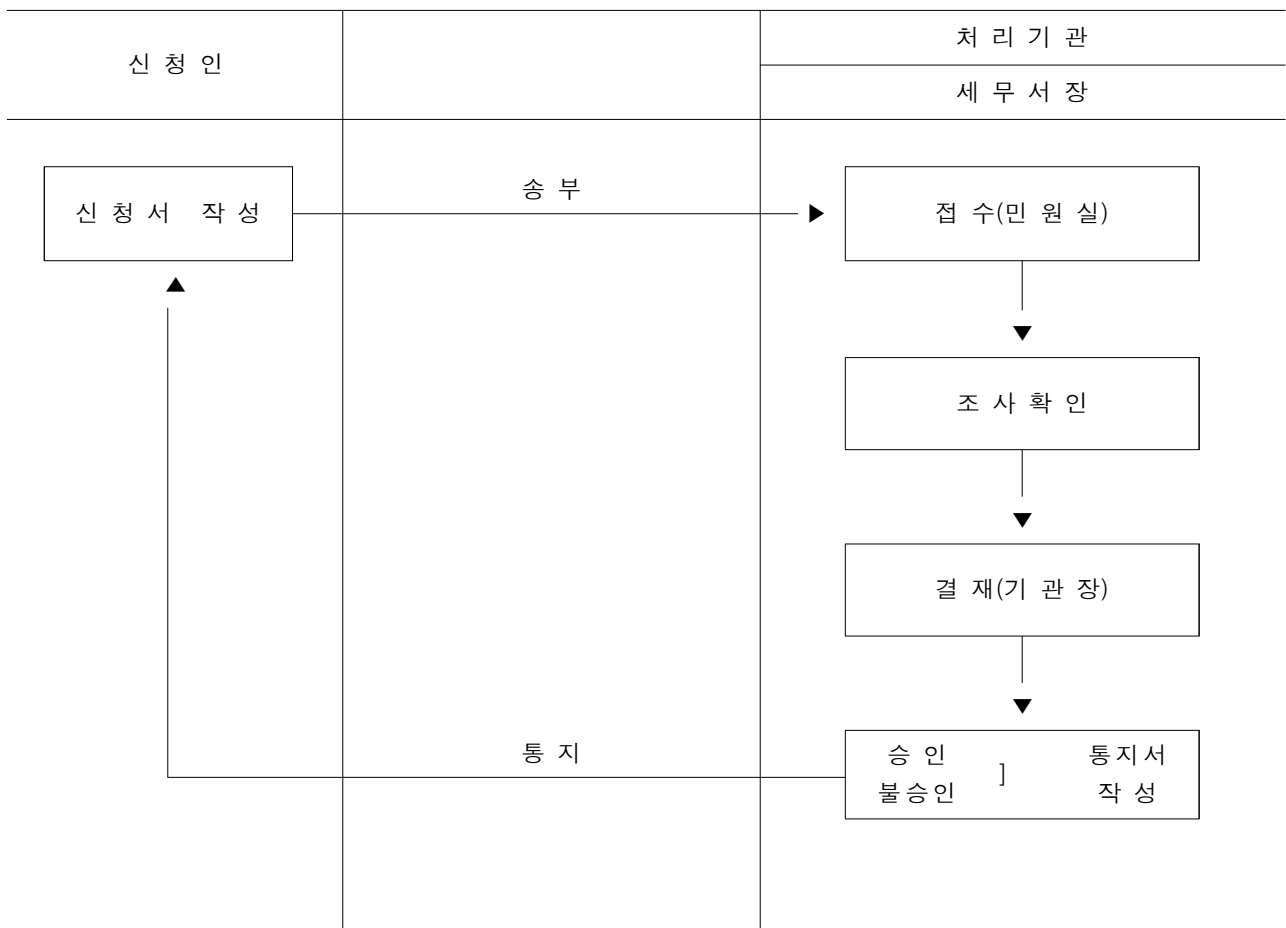 신 청 인
처 리 기 관
세 무 서 장
신 청 서 작 성
송 부
접 수(민 원 실)
조 사 확 인
결 재(기 관 장)
통 지
승 인 ] 통지서
불승인 작 성